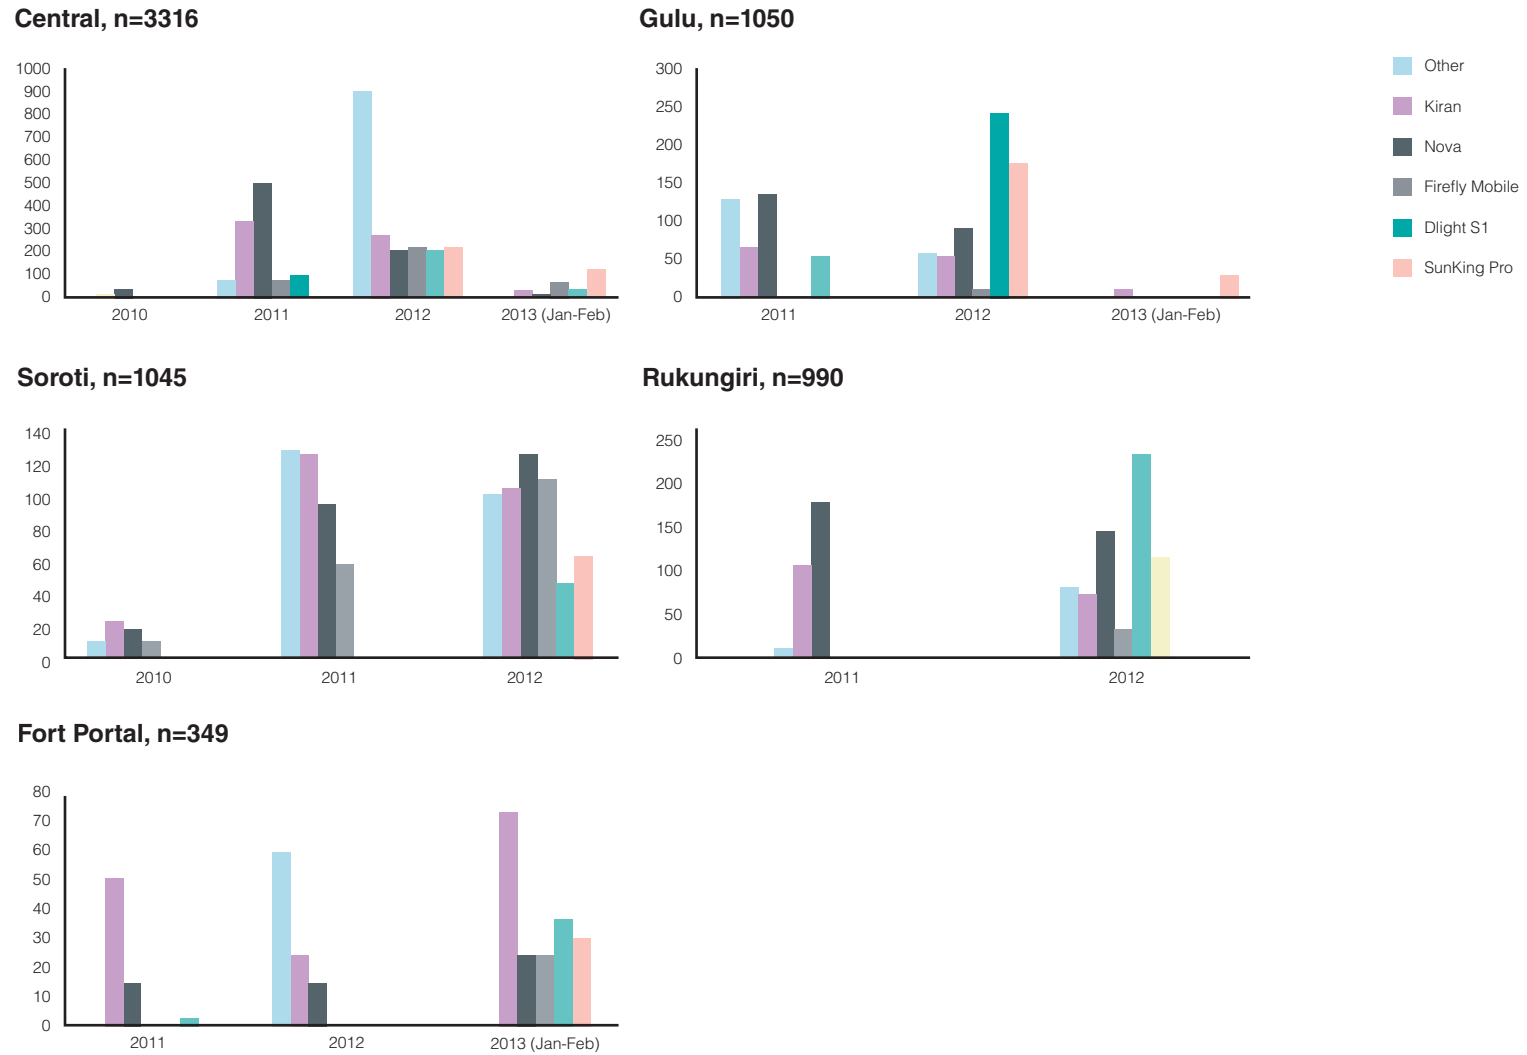 Central, n=3316
1000
900
800
700
600
500
400
300
200
100
0
2010 2011 2012 2013 (Jan-Feb)
Gulu, n=1050
300
250
200
150
100
50
0
2011 2012 2013 (Jan-Feb)
Other
Kiran
Nova
Firefly Mobile
Dlight S1
SunKing Pro
Soroti, n=1045
140
120
100
80
60
40
20
0
2010 2011 2012
Rukungiri, n=990
250
200
150
100
50
0
2011 2012
Fort Portal, n=349
80
70
60
50
40
30
20
10
0
2011 2012 2013 (Jan-Feb)